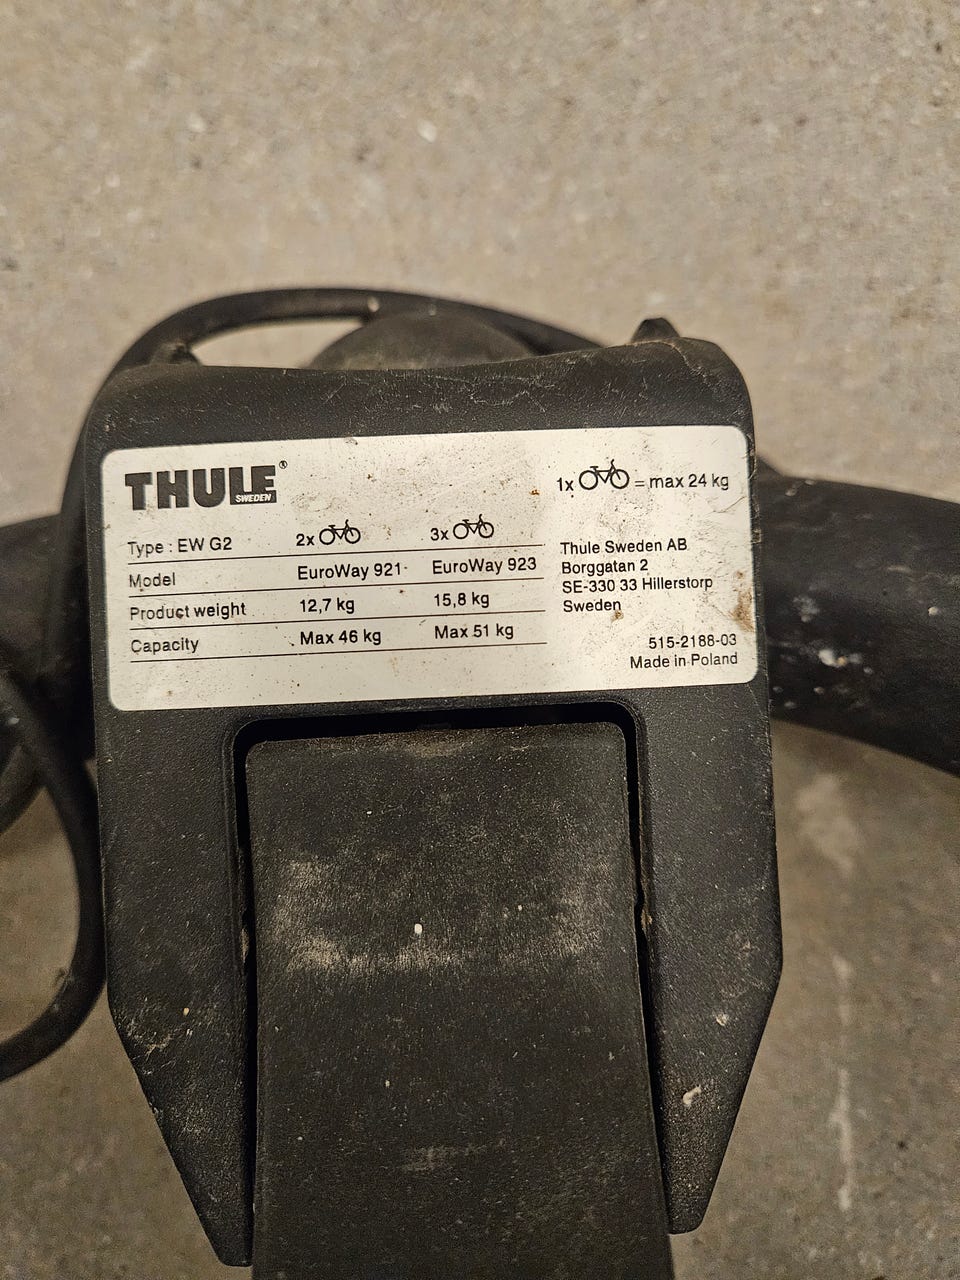 THULE®
SWEDEN
1x = max 24 kg
Type : EW G2 2x 3x
Model EuroWay 921 EuroWay 923
Product weight 12,7 kg 15,8 kg
Capacity Max 46 kg Max 51 kg
Thule Sweden AB
Borggatan 2
SE-330 33 Hillerstorp
Sweden
515-2188-03
Made in Poland